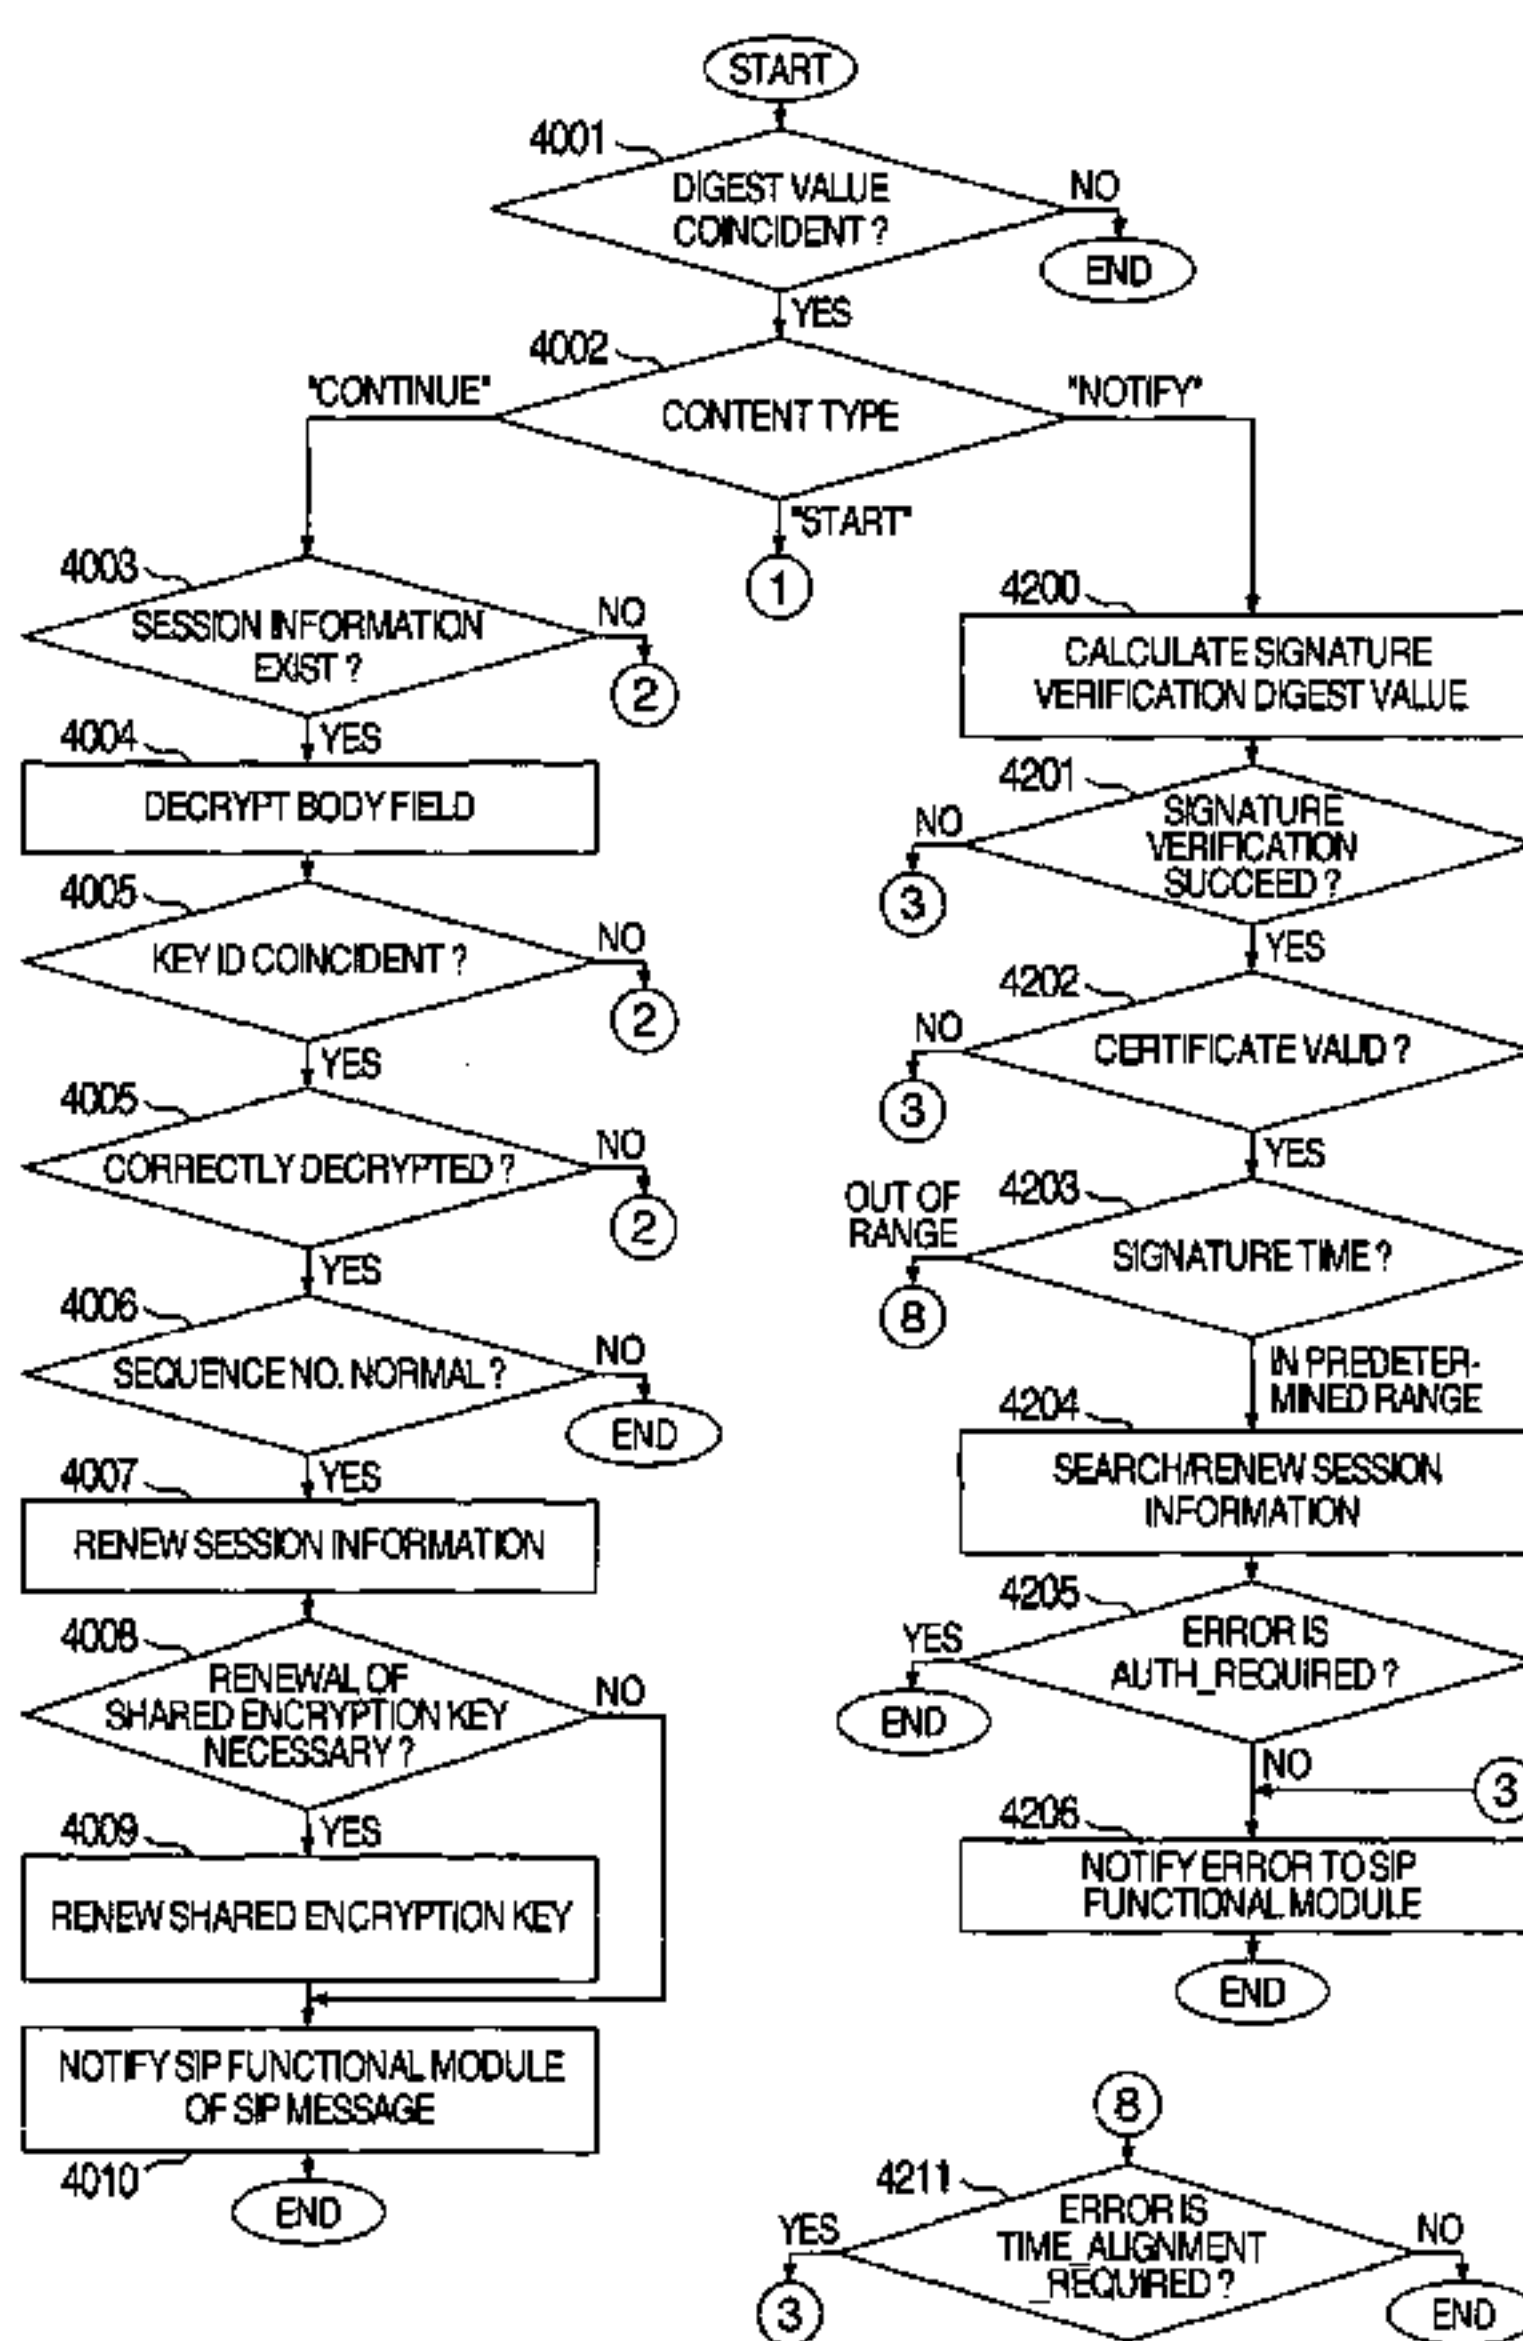 START
4001
DIGEST VALUE
COINCIDENT ?
NO
END
YES
4002
CONTENT TYPE
"CONTINUE"
"NOTIFY"
"START"
1
4003
SESSION INFORMATION
EXIST ?
NO
2
YES
4004
DECRYPT BODY FIELD
4005
KEY ID COINCIDENT ?
NO
2
YES
4005
CORRECTLY DECRYPTED ?
NO
2
YES
4006
SEQUENCE NO. NORMAL ?
NO
END
YES
4007
RENEW SESSION INFORMATION
4008
RENEWAL OF
SHARED ENCRYPTION KEY
NECESSARY ?
NO
YES
4009
RENEW SHARED ENCRYPTION KEY
NOTIFY SIP FUNCTIONAL MODULE
OF SIP MESSAGE
4010
END
4200
CALCULATE SIGNATURE
VERIFICATION DIGEST VALUE
4201
SIGNATURE
VERIFICATION
SUCCEED ?
NO
3
YES
4202
CERTIFICATE VALID ?
NO
3
YES
4203
SIGNATURE TIME ?
OUT OF
RANGE
8
IN PREDETER-
MINED RANGE
4204
SEARCH/RENEW SESSION
INFORMATION
4205
ERROR IS
AUTH_REQUIRED ?
YES
END
NO
3
4206
NOTIFY ERROR TO SIP
FUNCTIONAL MODULE
END
8
4211
ERROR IS
TIME_ALIGNMENT
_REQUIRED ?
YES
3
NO
END